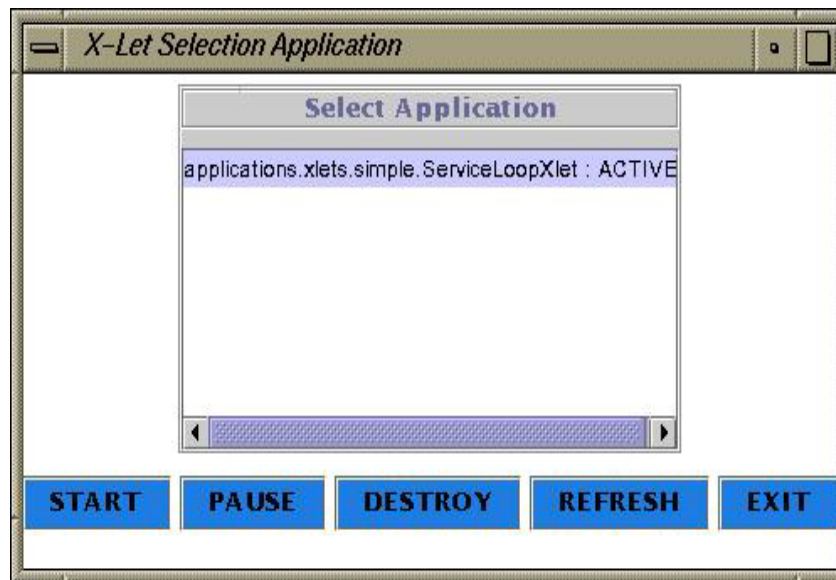 X-Let Selection Application
Select Application
applications.xlets.simple.ServiceLoopXlet : ACTIVE
START PAUSE DESTROY REFRESH EXIT